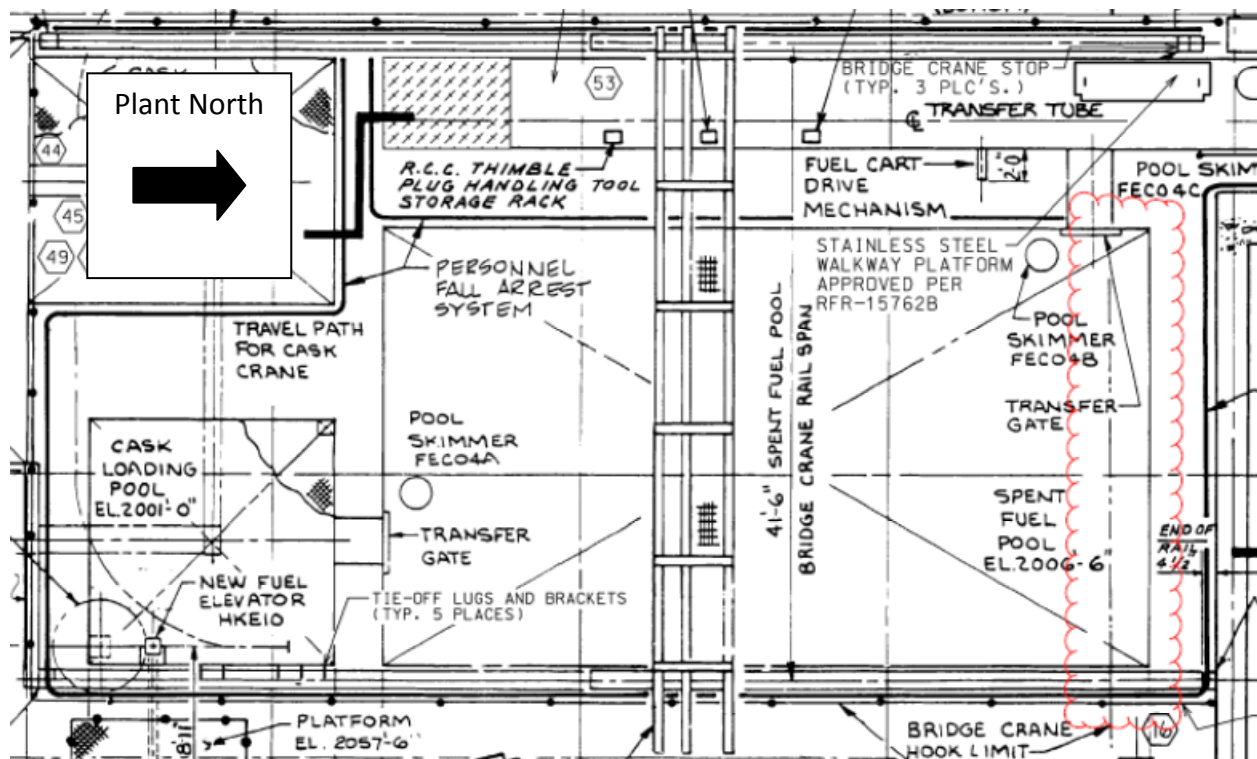 CASK
Plant North
44
45
49
53
R.C.C. THIMBLE
PLUG HANDLING TOOL
STORAGE RACK
BRIDGE CRANE STOP
(TYP. 3 PLC'S.)
℄ TRANSFER TUBE
FUEL CART
DRIVE
MECHANISM
2'0"
POOL SKIM
FEC04C
PERSONNEL
FALL ARREST
SYSTEM
STAINLESS STEEL
WALKWAY PLATFORM
APPROVED PER
RFR-15762B
TRAVEL PATH
FOR CASK
CRANE
POOL
SKIMMER
FEC04B
TRANSFER
GATE
41'-6" SPENT FUEL POOL
BRIDGE CRANE RAIL SPAN
POOL
SKIMMER
FEC04A
CASK
LOADING
POOL
EL.2001'-0"
TRANSFER
GATE
SPENT
FUEL
POOL
EL.2006'-6"
END OF
RAIL
4 1/2
NEW FUEL
ELEVATOR
HKE10
TIE-OFF LUGS AND BRACKETS
(TYP. 5 PLACES)
PLATFORM
EL. 2057'-6"
BRIDGE CRANE
HOOK LIMIT
16